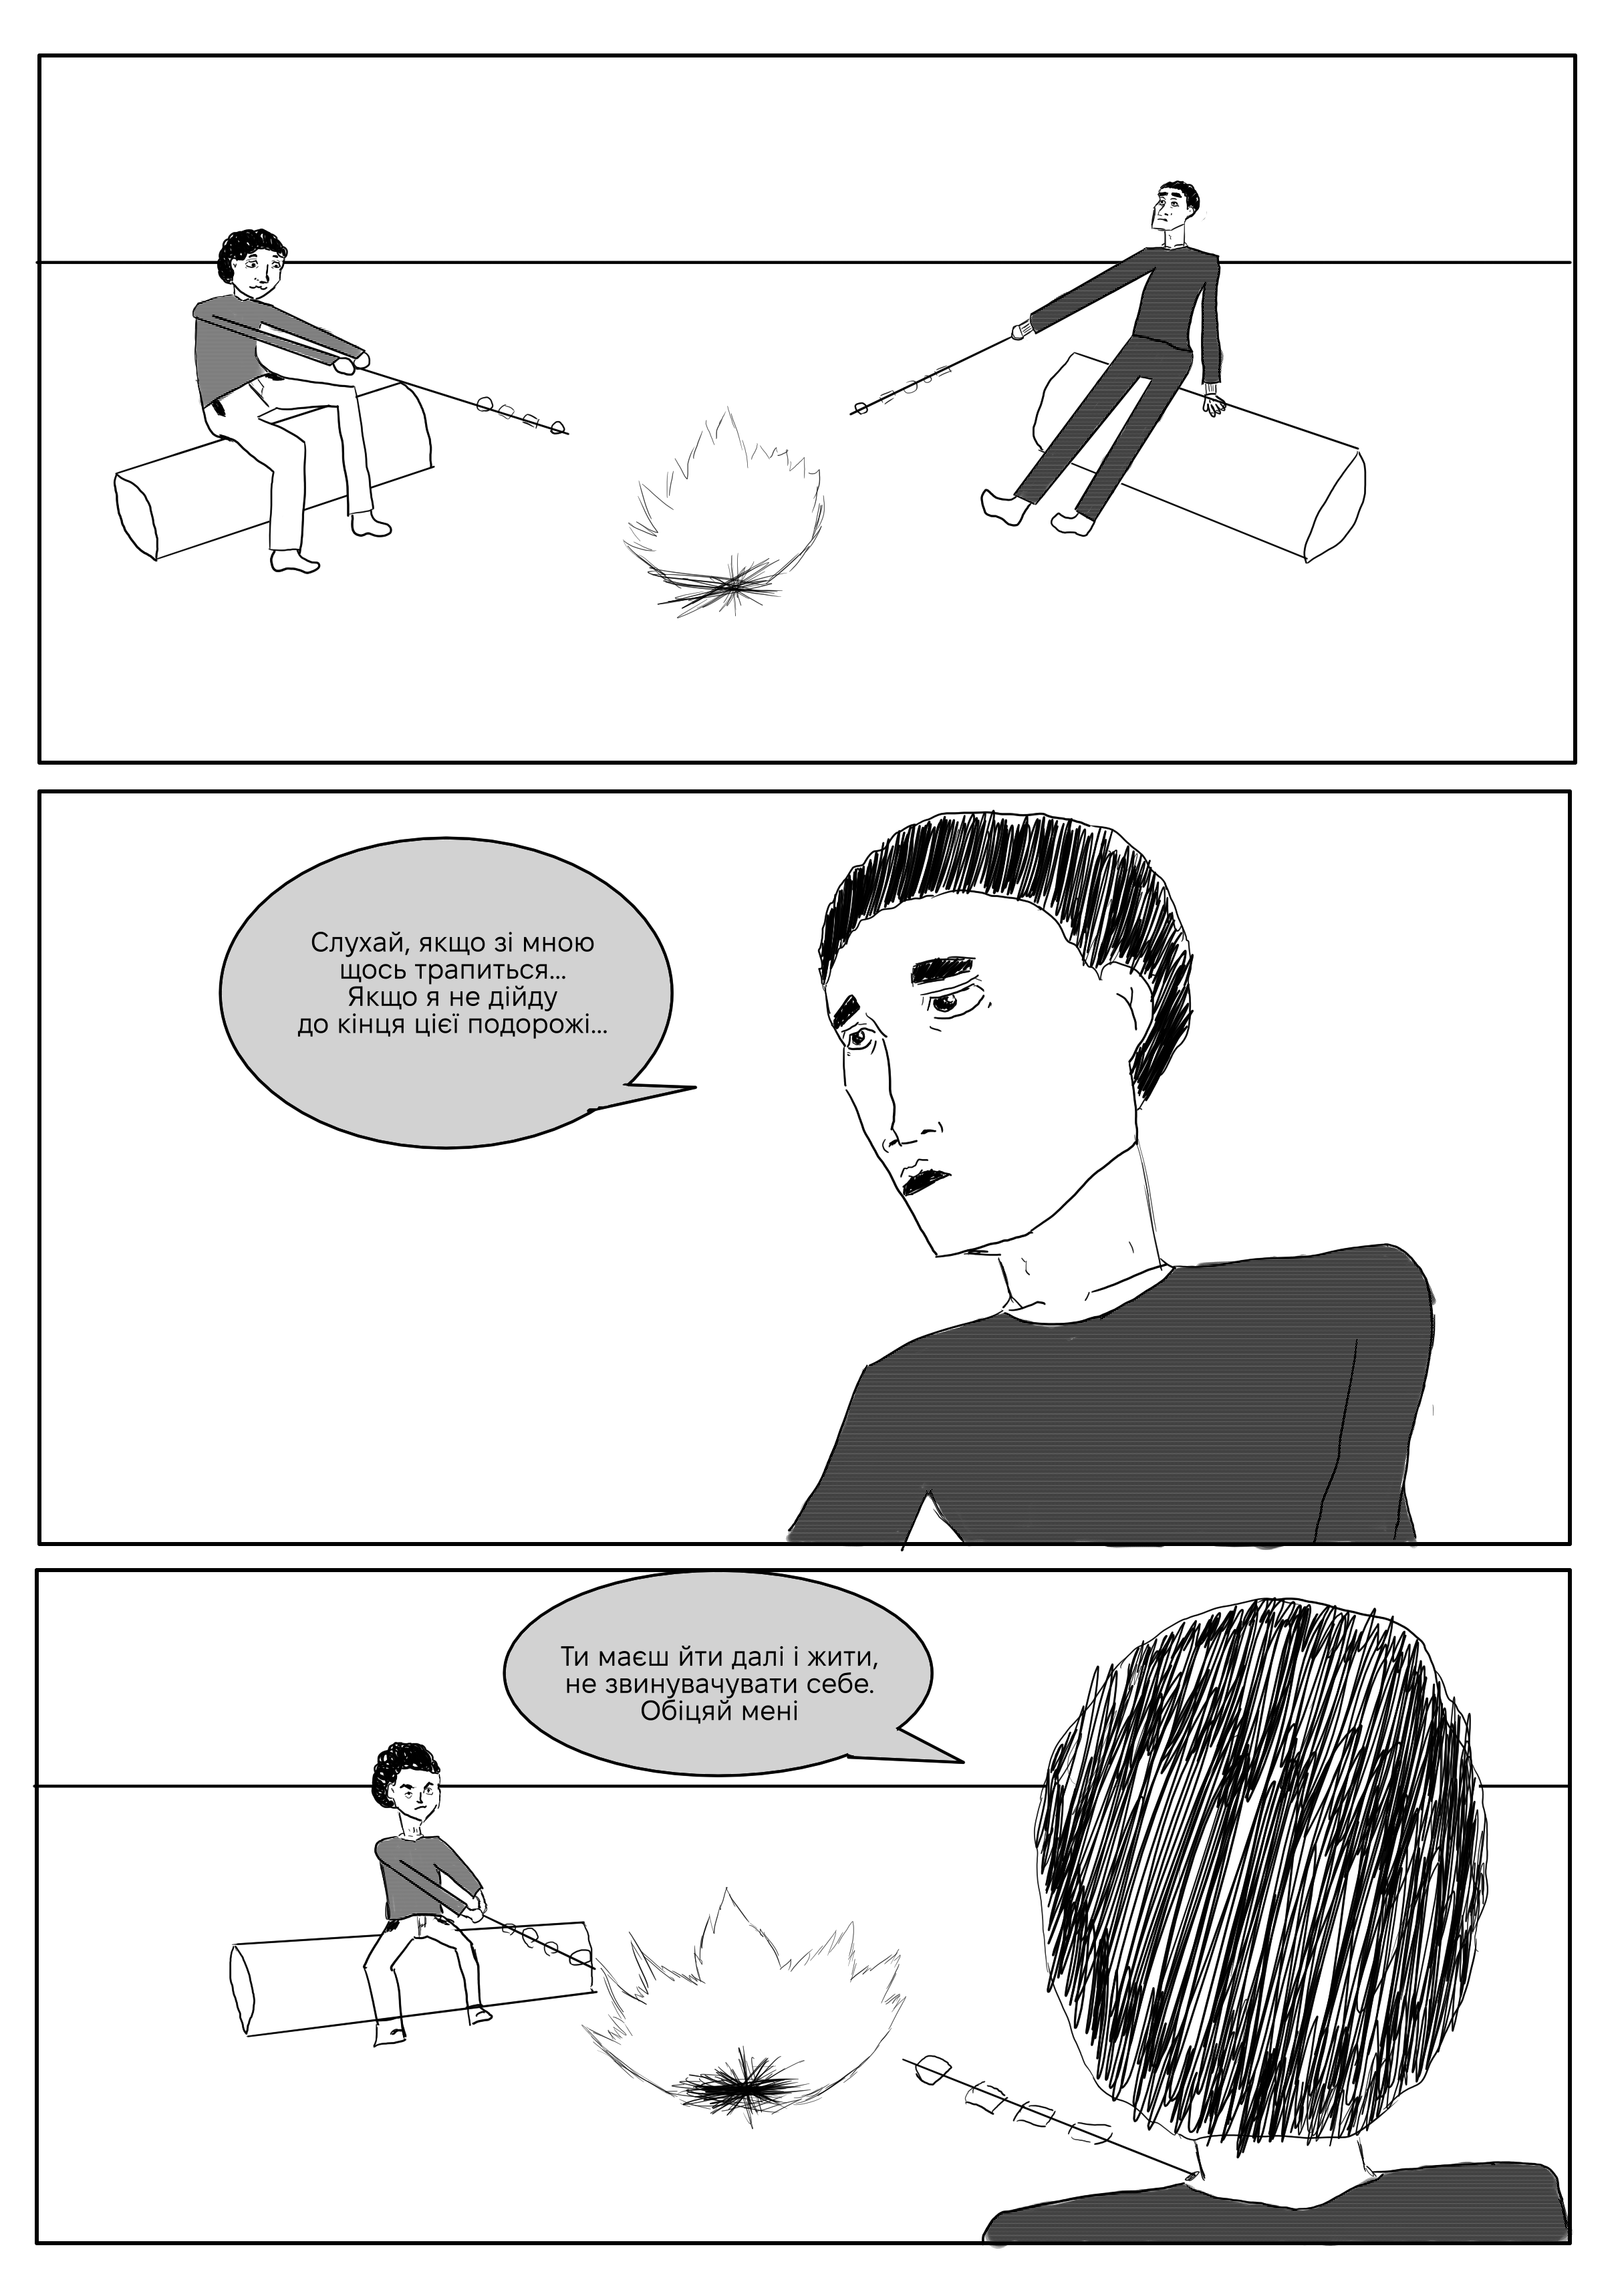 Слухай, якщо зі мною
щось трапиться...
Якщо я не дійду
до кінця цієї подорожі...
Ти маєш йти далі і жити,
не звинувачувати себе.
Обіцяй мені